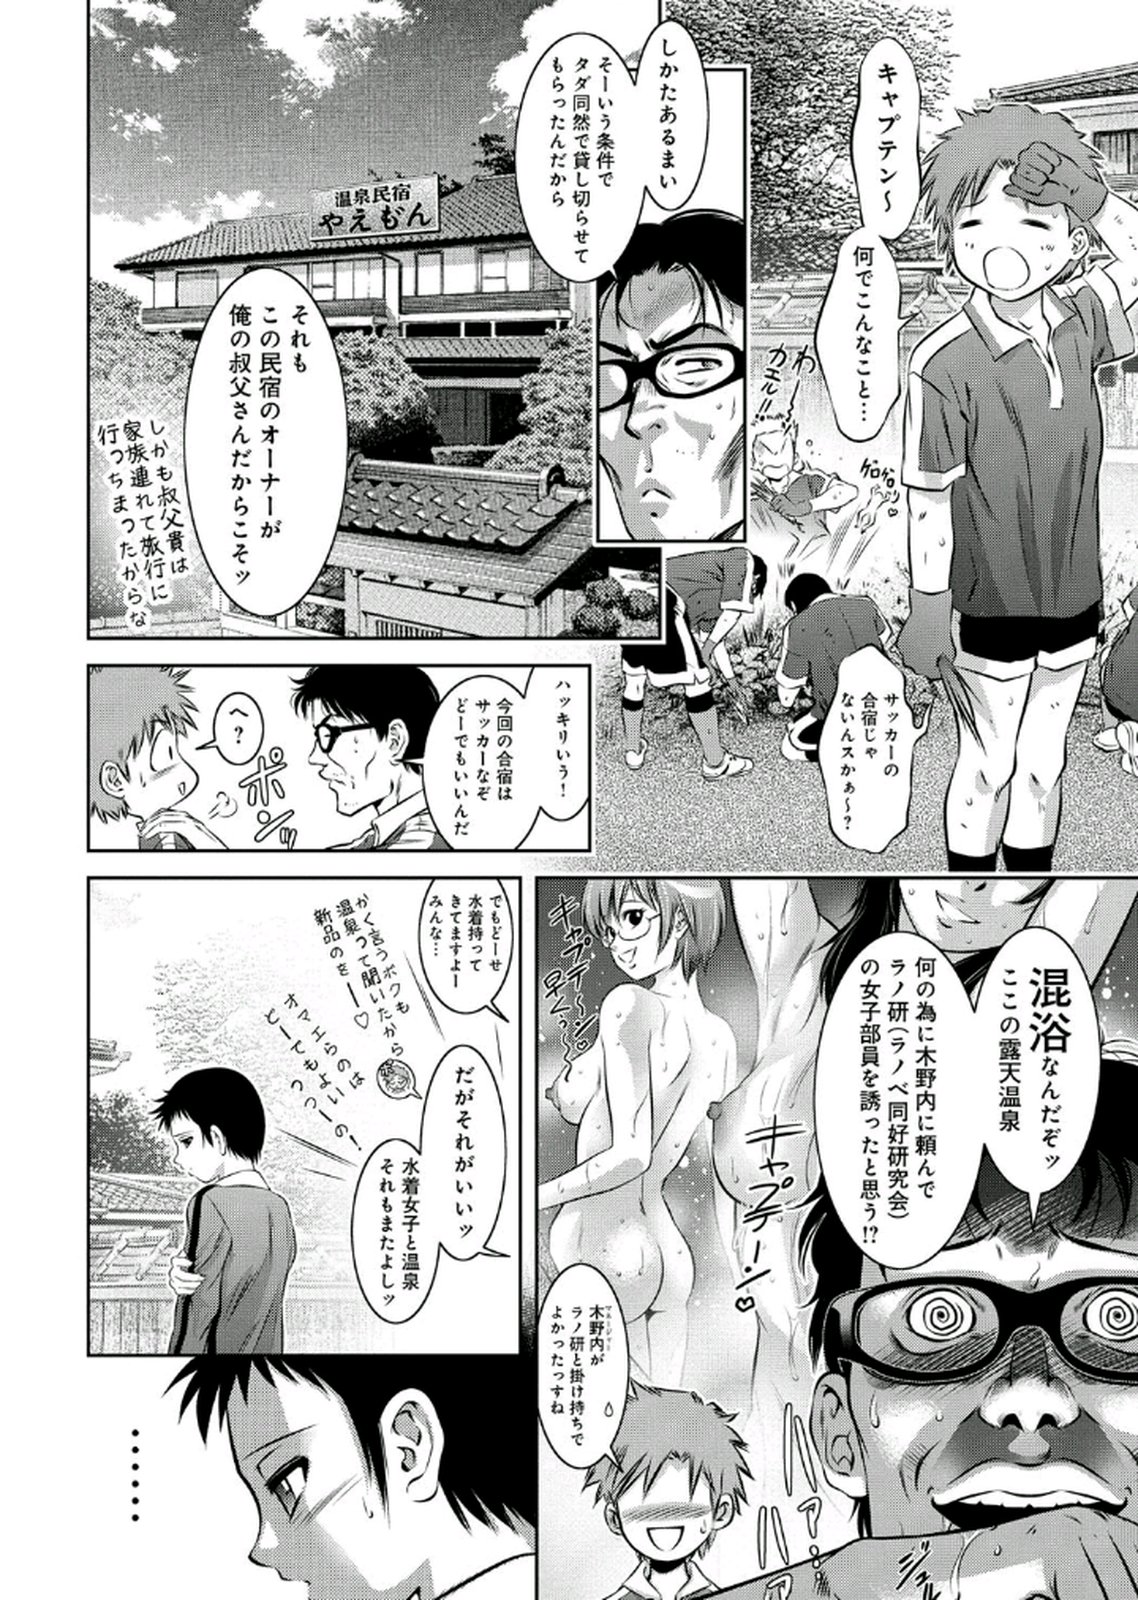 キャプテン～
何でこんなこと…
わー
カエル!!
ゲロゲロ
サッカーの
合宿じゃ
ないんスかぁ～?
しかたあるまい
そーいう条件で
タダ同然で貸し切らせて
もらったんだから
温泉民宿
やえもん
それも
この民宿のオーナーが
俺の叔父さんだからこそッ
しかも叔父貴は
家族連れて旅行に
行っちまったからな
ハッキリいう!
今回の合宿は
サッカーなぞ
どーでもいいんだ
ポンッ
へ?
混浴なんだぞッ
ここの露天温泉
何の為に木野内に頼んで
ラノ研(ラノベ同好研究会)
の女子部員を誘ったと思う!?
キャプテ～ン♡
早くぅ～♡
キャプテ～ン♡
マネージャー
木野内が
ラノ研と掛け持ちで
よかったっすね
でもどーせ
水着持って
きてますよー
みんな…
かく言うボクも
温泉って聞いたから
新品のをー♡
オマエらのは
どーでもよいの!
だがそれがいいッ
水着女子と温泉
それもまたよしッ
……